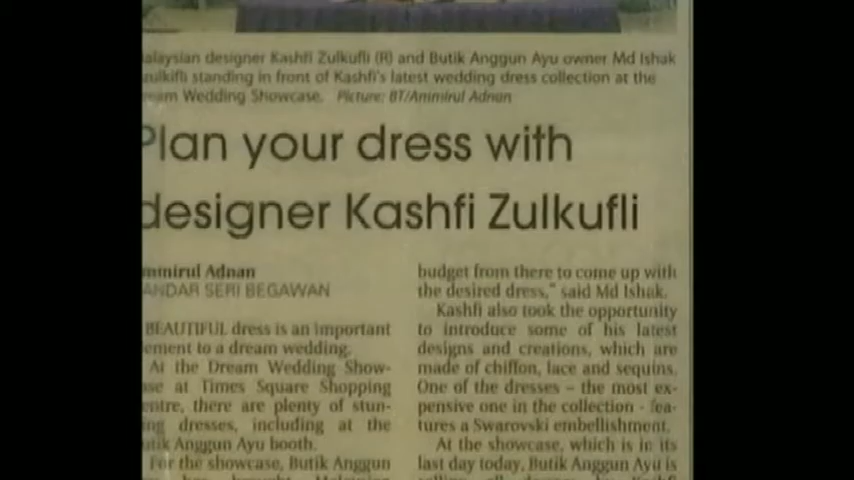 alaysian designer Kashfi Zulkufli (R) and Butik Anggun Ayu owner Md Ishak
zulkifli standing in front of Kashfi's latest wedding dress collection at the
eam Wedding Showcase. Picture: BT/Ammirul Adnan
Plan your dress with
designer Kashfi Zulkufli
mmirul Adnan
ANDAR SERI BEGAWAN
BEAUTIFUL dress is an important
ement to a dream wedding.
At the Dream Wedding Show-
se at Times Square Shopping
entre, there are plenty of stun-
ing dresses, including at the
utik Anggun Ayu booth.
For the showcase, Butik Anggun
budget from there to come up with
the desired dress," said Md Ishak.
Kashfi also took the opportunity
to introduce some of his latest
designs and creations, which are
made of chiffon, lace and sequins.
One of the dresses – the most ex-
pensive one in the collection - fea-
tures a Swarovski embellishment.
At the showcase, which is in its
last day today, Butik Anggun Ayu is